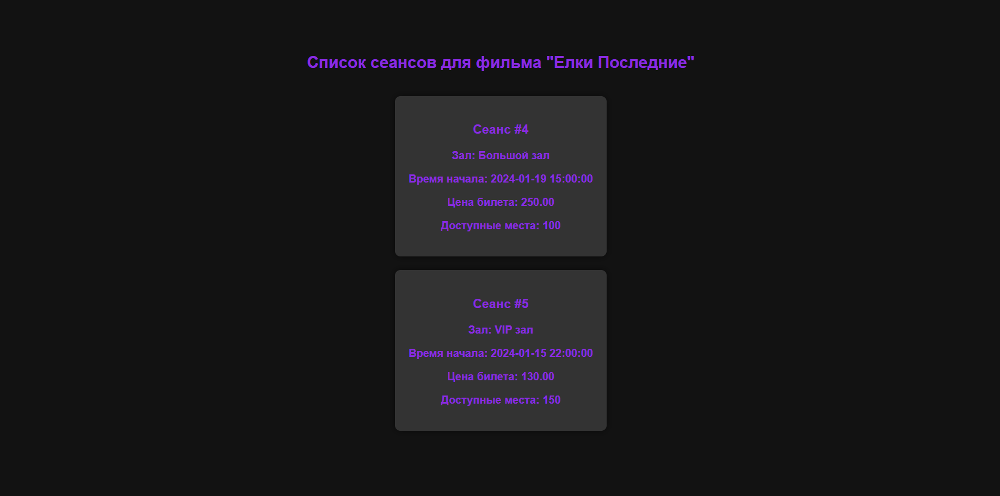 Список сеансов для фильма "Елки Последние"
Сеанс #4
Зал: Большой зал
Время начала: 2024-01-19 15:00:00
Цена билета: 250.00
Доступные места: 100
Сеанс #5
Зал: VIP зал
Время начала: 2024-01-15 22:00:00
Цена билета: 130.00
Доступные места: 150